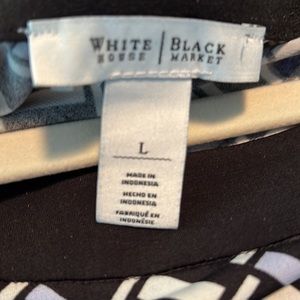 WHITE | BLACK
HOUSE | MARKET
L
MADE IN
INDONESIA
HECHO EN
INDONESIA
FABRIQUÉ EN
INDONÉSIE